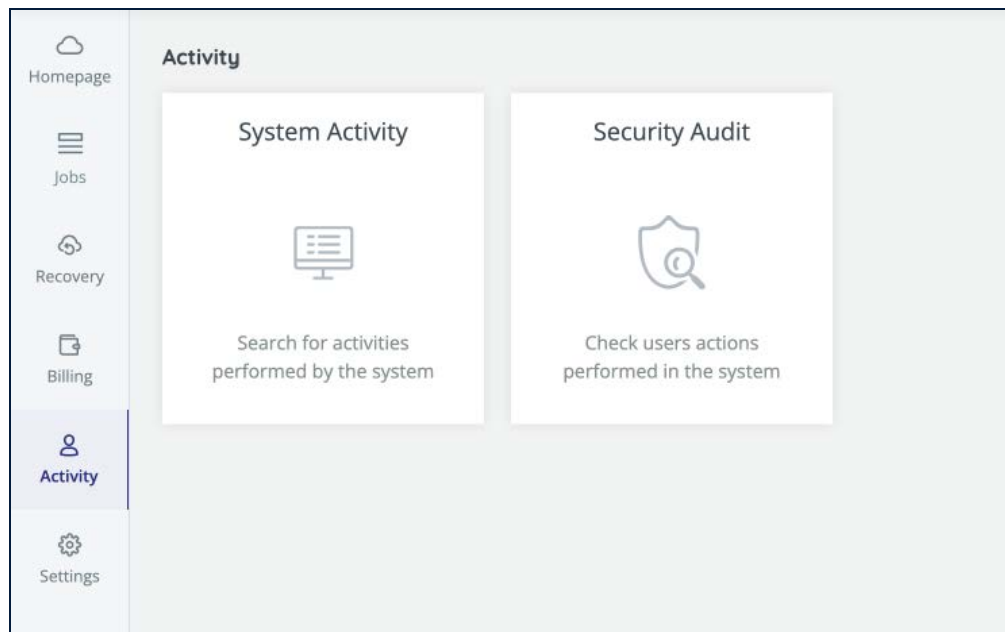 Homepage
Jobs
Recovery
Billing
Activity
Settings
Activity
System Activity
Search for activities
performed by the system
Security Audit
Check users actions
performed in the system